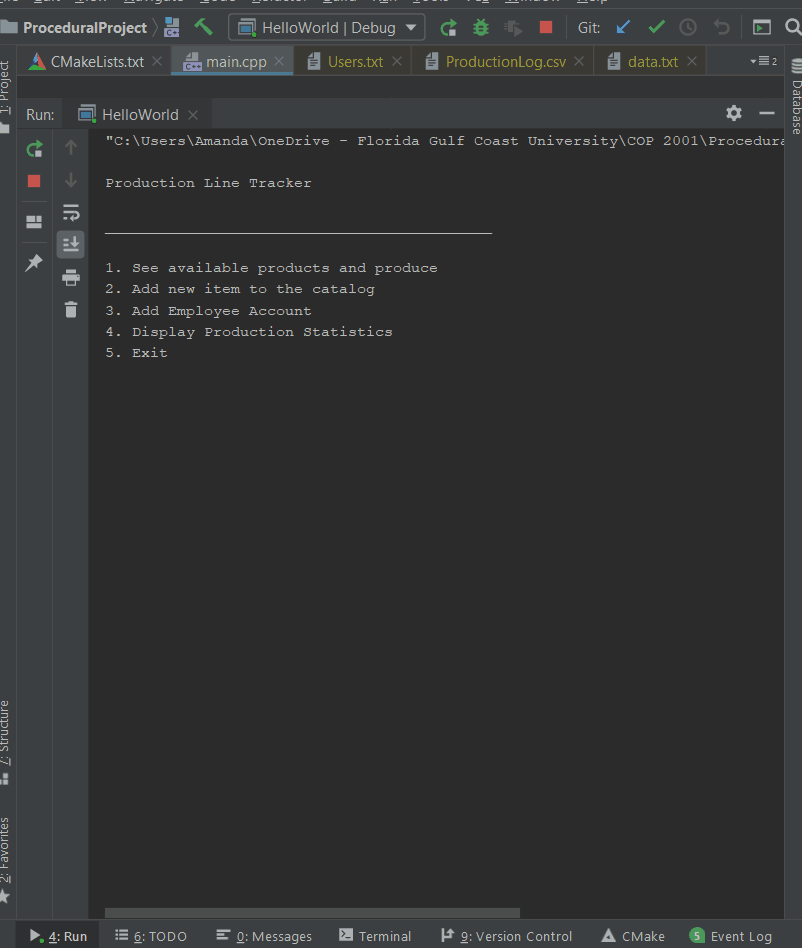 ProceduralProject
HelloWorld | Debug
Git:
CMakeLists.txt
main.cpp
Users.txt
ProductionLog.csv
data.txt
2
1: Project
Database
Run:
HelloWorld
"C:\Users\Amanda\OneDrive - Florida Gulf Coast University\COP 2001\Procedura
Production Line Tracker
1. See available products and produce
2. Add new item to the catalog
3. Add Employee Account
4. Display Production Statistics
5. Exit
7: Structure
2: Favorites
4: Run
6: TODO
0: Messages
Terminal
9: Version Control
CMake
5 Event Log